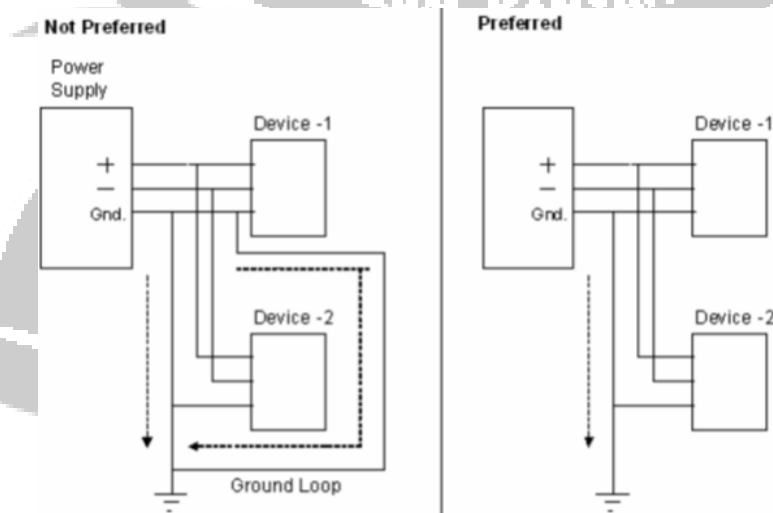 Not Preferred
Power
Supply
+
−
Gnd.
Device -1
Device -2
Ground Loop
Preferred
+
−
Gnd.
Device -1
Device -2